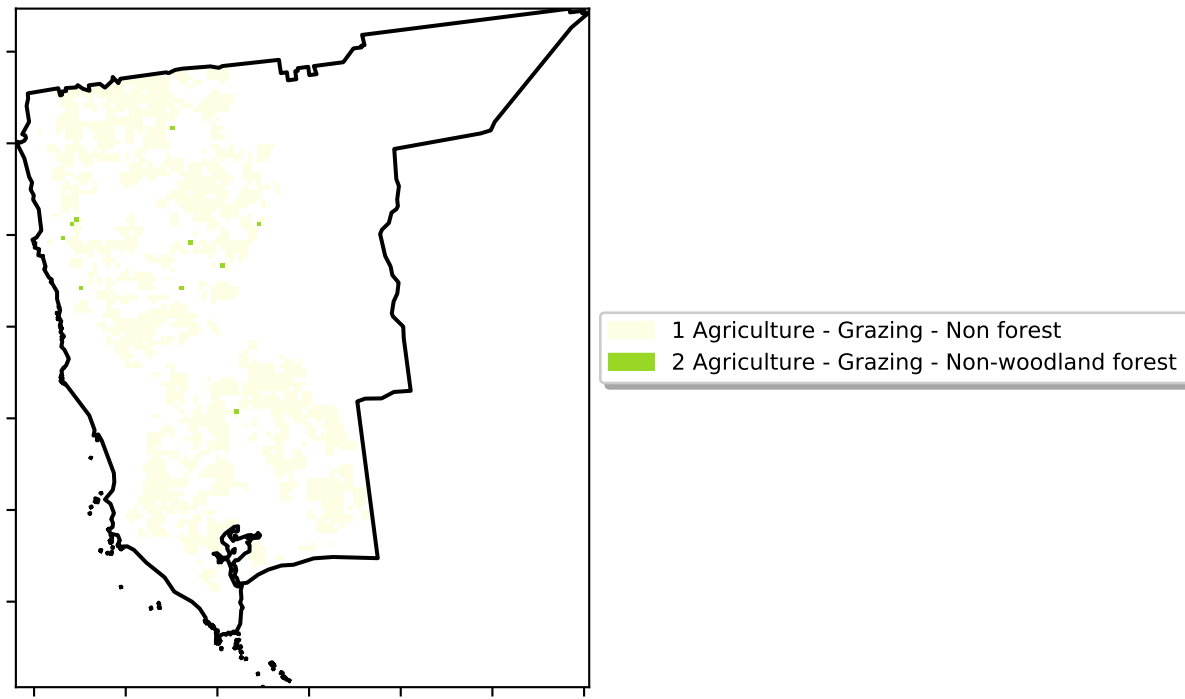 1 Agriculture - Grazing - Non forest
2 Agriculture - Grazing - Non-woodland forest